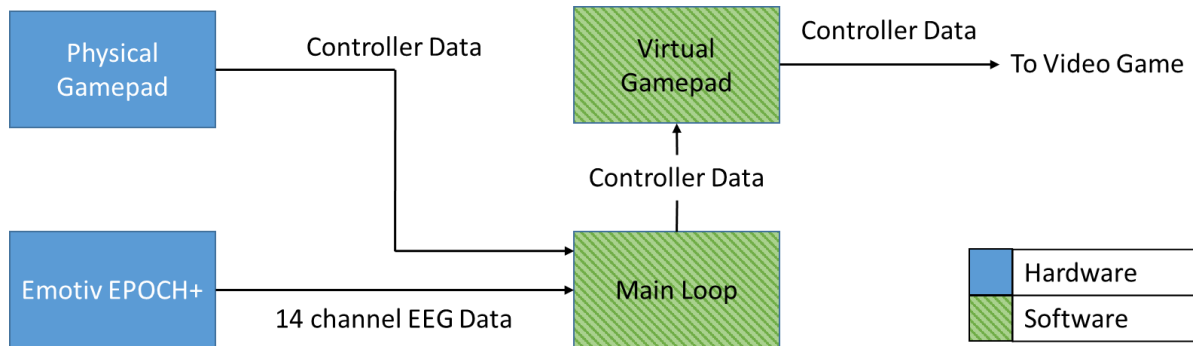 Physical
Gamepad
Controller Data
Virtual
Gamepad
Controller Data
To Video Game
Controller Data
Emotiv EPOCH+
14 channel EEG Data
Main Loop
Hardware
Software